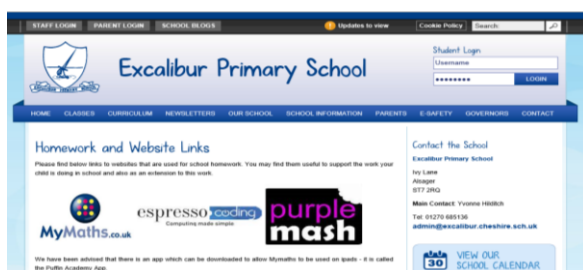 STAFF LOGIN PARENT LOGIN SCHOOL BLOGS Updates to view Cookie Policy Search
Excalibur Primary School
Student Login
Username
LOGIN
HOME CLASSES CURRICULUM NEWSLETTERS OUR SCHOOL SCHOOL INFORMATION PARENTS E-SAFETY GOVERNORS CONTACT
Homework and Website Links
Please find below links to websites that are used for school homework. You may find them useful to support the work your
child is doing in school and also as an extension to this work.
MyMaths.co.uk
espresso coding
Computing made simple
purple
mash
We have been advised that there is an app which can be downloaded to allow Mymaths to be used on ipads - it is called
the Puffin Academy App.
Contact the School
Excalibur Primary School
Ivy Lane
Alsager
ST7 2RQ
Main Contact: Yvonne Hilditch
Tel: 01270 685136
admin@excalibur.cheshire.sch.uk
30
VIEW OUR
SCHOOL CALENDAR